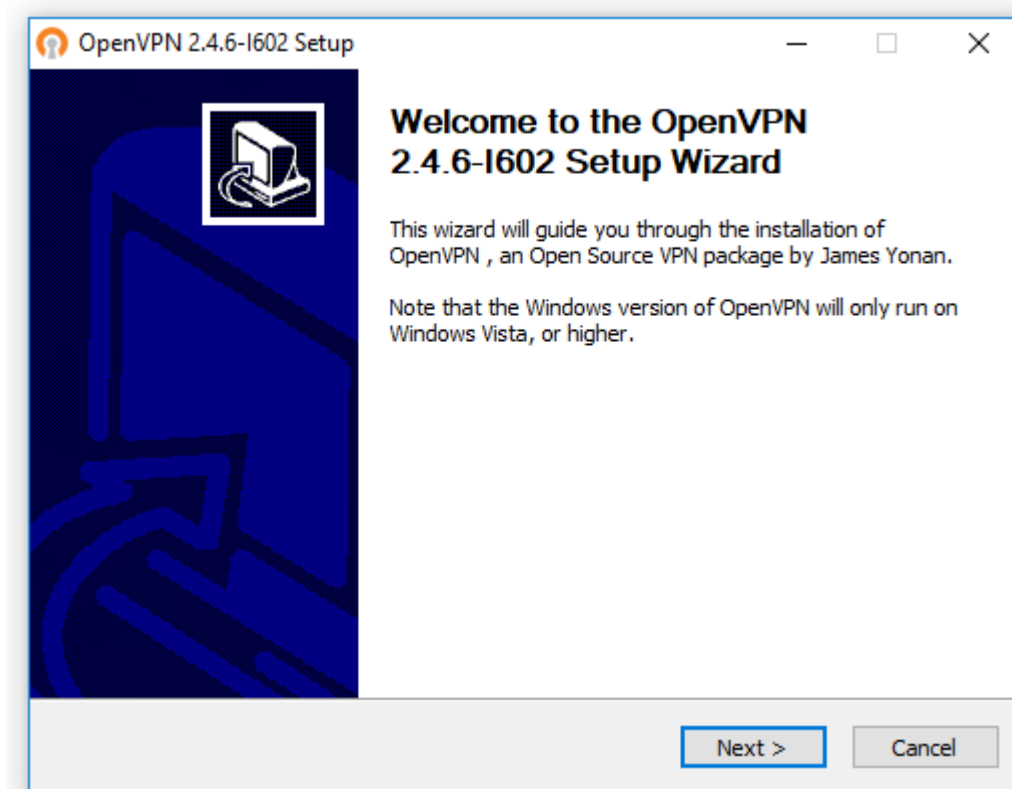 OpenVPN 2.4.6-I602 Setup
Welcome to the OpenVPN
2.4.6-I602 Setup Wizard
This wizard will guide you through the installation of
OpenVPN , an Open Source VPN package by James Yonan.
Note that the Windows version of OpenVPN will only run on
Windows Vista, or higher.
Next >
Cancel